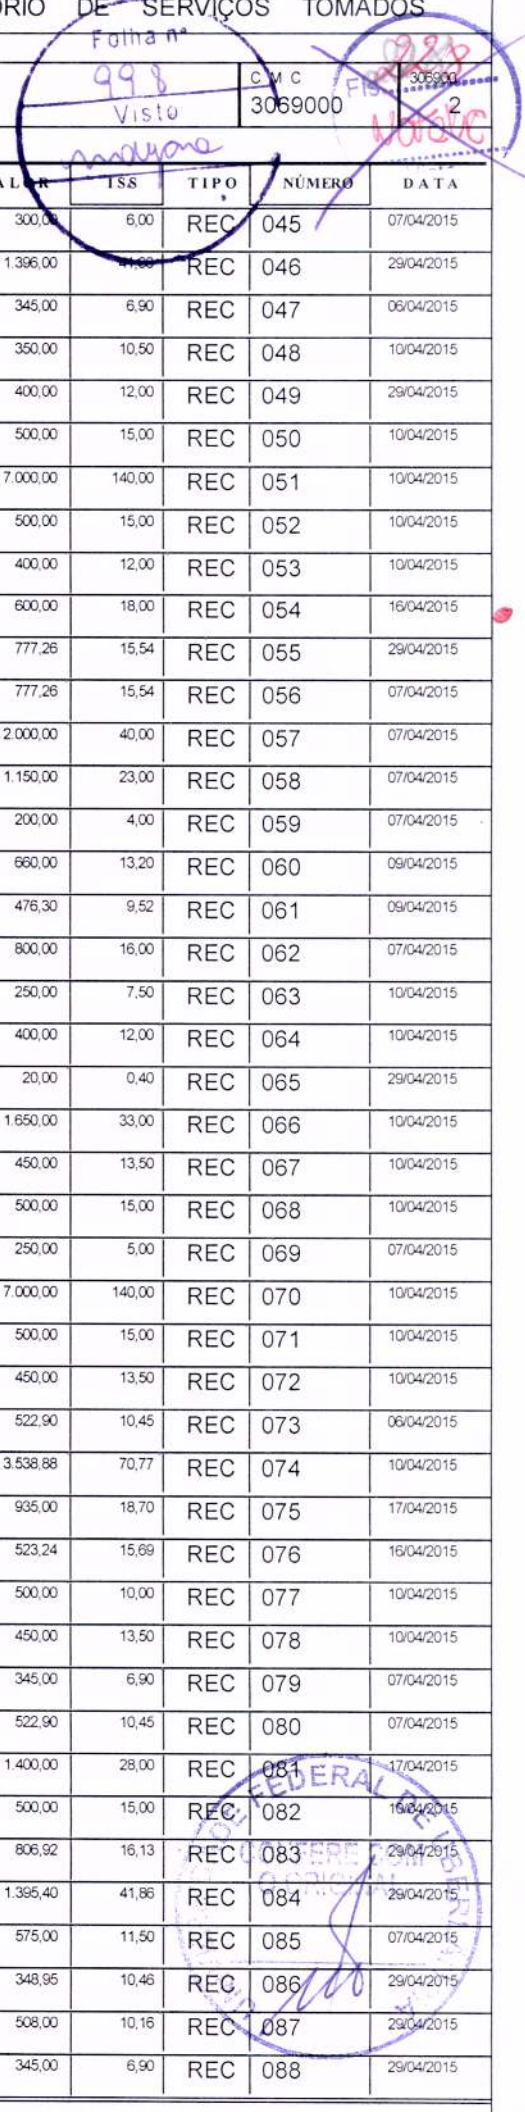 DE SERVIÇOS TOMADOS
Folha nº
998
Visto
CMC
3069000
306900
2
ISS TIPO NÚMERO DATA
300,00 6,00 REC 045 07/04/2015
1.396,00 REC 046 29/04/2015
345,00 6,90 REC 047 06/04/2015
350,00 10,50 REC 048 10/04/2015
400,00 12,00 REC 049 29/04/2015
500,00 15,00 REC 050 10/04/2015
7.000,00 140,00 REC 051 10/04/2015
500,00 15,00 REC 052 10/04/2015
400,00 12,00 REC 053 10/04/2015
600,00 18,00 REC 054 16/04/2015
777,26 15,54 REC 055 29/04/2015
777,26 15,54 REC 056 07/04/2015
2.000,00 40,00 REC 057 07/04/2015
1.150,00 23,00 REC 058 07/04/2015
200,00 4,00 REC 059 07/04/2015
660,00 13,20 REC 060 09/04/2015
476,30 9,52 REC 061 09/04/2015
800,00 16,00 REC 062 07/04/2015
250,00 7,50 REC 063 10/04/2015
400,00 12,00 REC 064 10/04/2015
20,00 0,40 REC 065 29/04/2015
1.650,00 33,00 REC 066 10/04/2015
450,00 13,50 REC 067 10/04/2015
500,00 15,00 REC 068 10/04/2015
250,00 5,00 REC 069 07/04/2015
7.000,00 140,00 REC 070 10/04/2015
500,00 15,00 REC 071 10/04/2015
450,00 13,50 REC 072 10/04/2015
522,90 10,45 REC 073 06/04/2015
3.538,88 70,77 REC 074 10/04/2015
935,00 18,70 REC 075 17/04/2015
523,24 15,69 REC 076 16/04/2015
500,00 10,00 REC 077 10/04/2015
450,00 13,50 REC 078 10/04/2015
345,00 6,90 REC 079 07/04/2015
522,90 10,45 REC 080 07/04/2015
1.400,00 28,00 REC 081 17/04/2015
500,00 15,00 REC 082
806,92 16,13 REC 083 29/04/2015
1.395,40 41,86 REC 084 29/04/2015
575,00 11,50 REC 085 07/04/2015
348,95 10,46 REC 086 29/04/2015
508,00 10,16 REC 087 29/04/2015
345,00 6,90 REC 088 29/04/2015
DE FEDERAL DE UBERLÂNDIA
CONFERE COM
O ORIGINAL